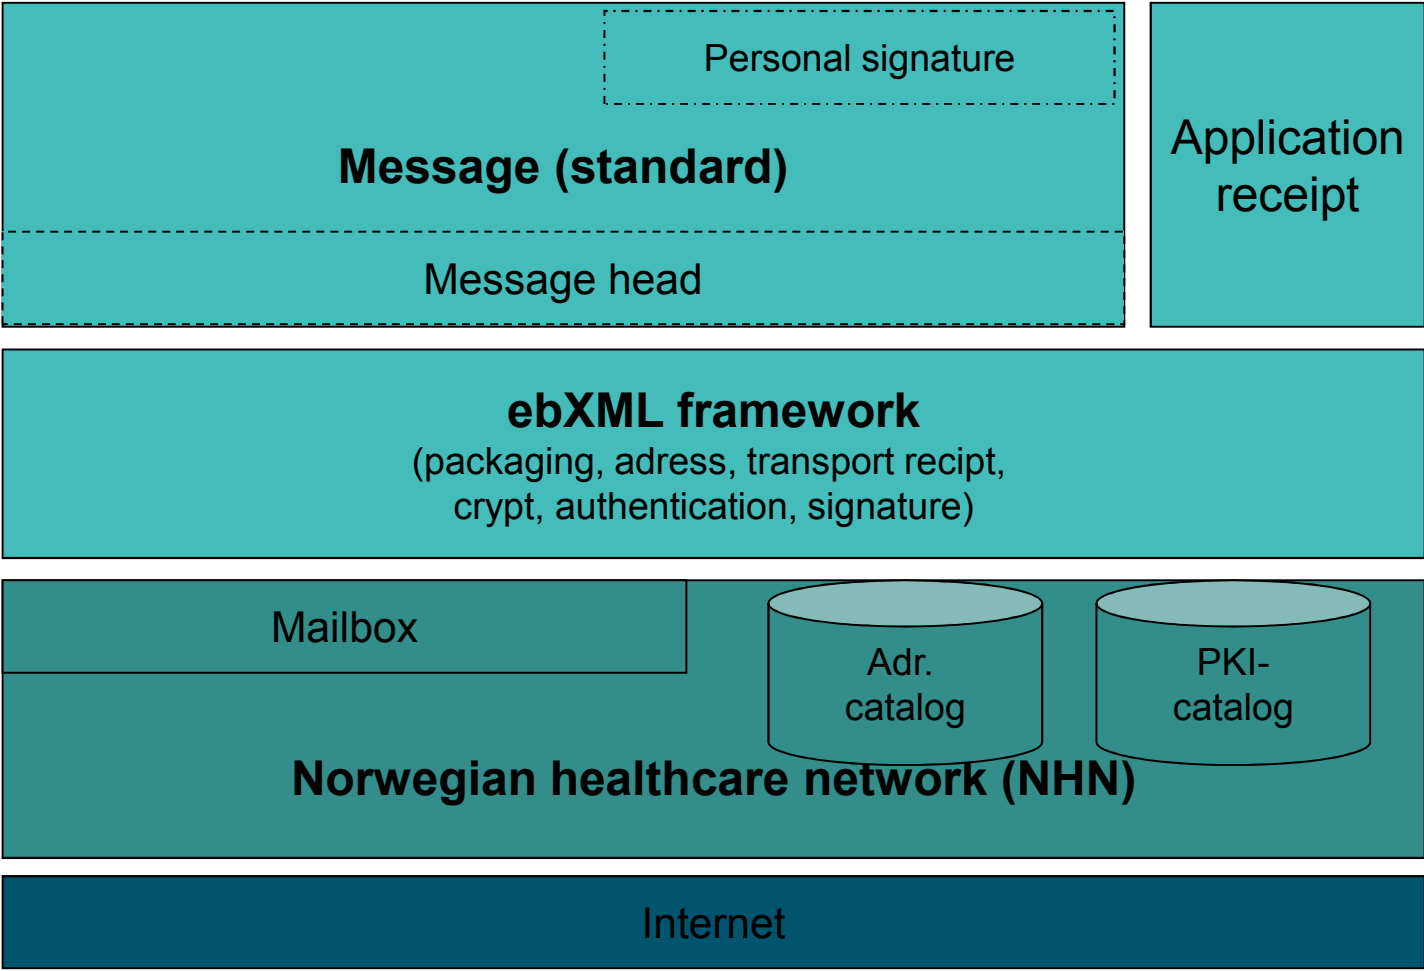 Personal signature
Message (standard)
Message head
Application
receipt
ebXML framework
(packaging, adress, transport recipt,
crypt, authentication, signature)
Mailbox
Adr.
catalog
PKI-
catalog
Norwegian healthcare network (NHN)
Internet